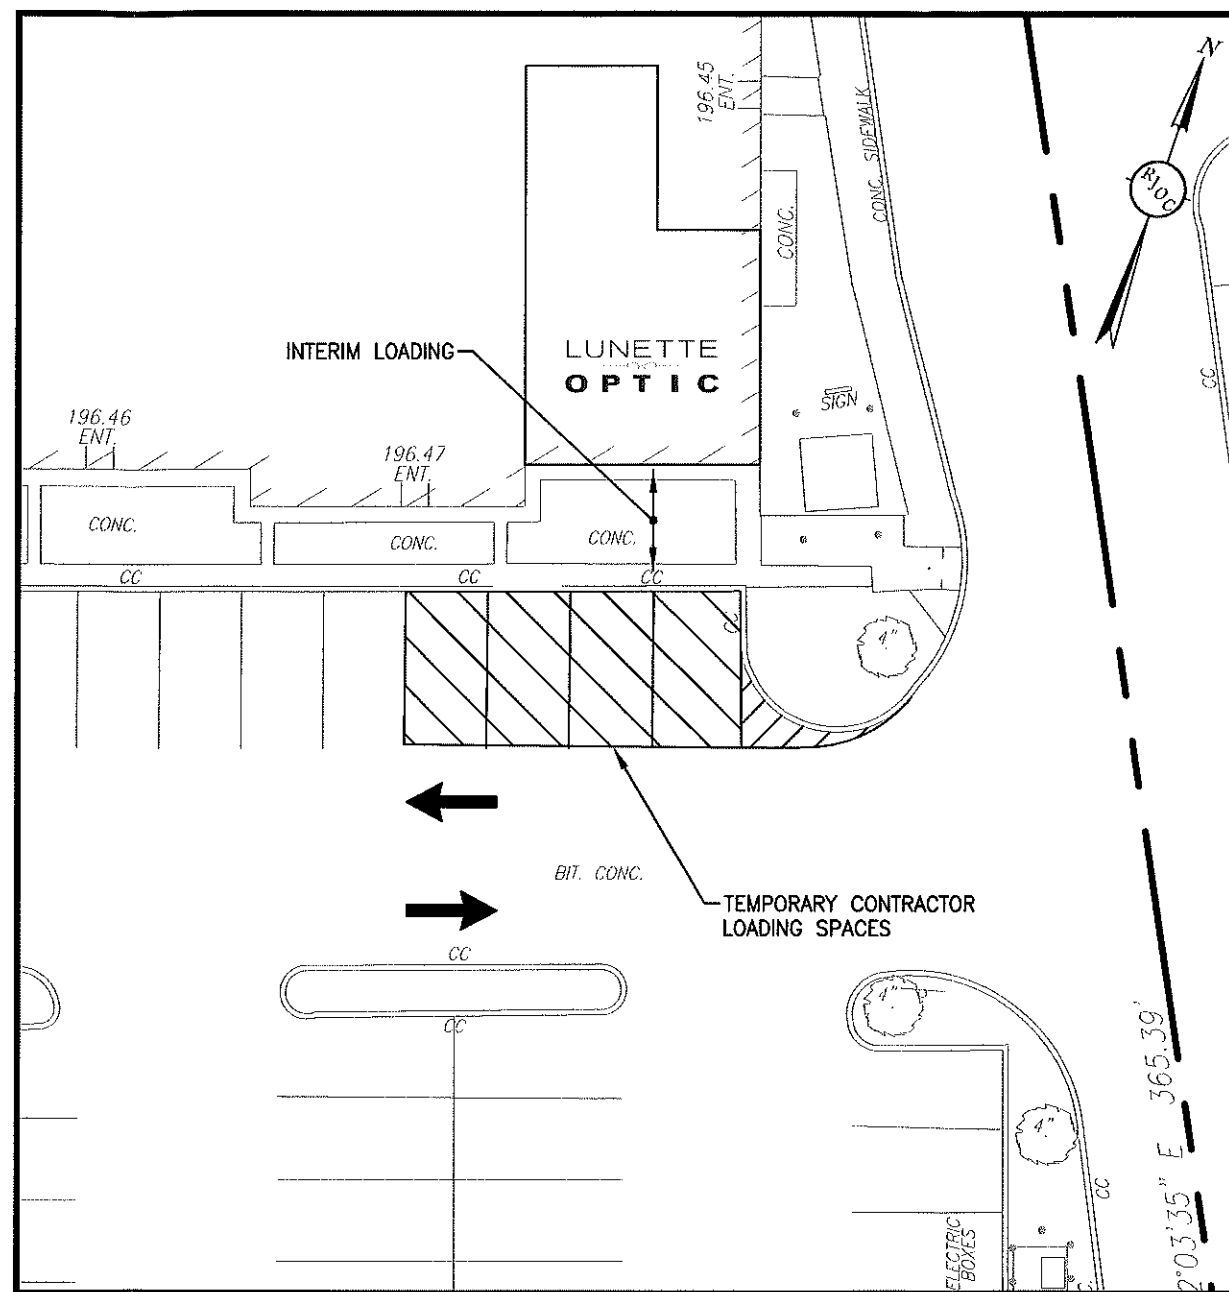 N
RJOC
196.45
ENT.
CONC. SIDEWALK
CONC.
INTERIM LOADING
LUNETTE
OPTIC
SIGN
CC
196.46
ENT.
196.47
ENT.
CONC.
CONC.
CONC.
CC
CC
CC
CC
4"
BIT. CONC.
TEMPORARY CONTRACTOR
LOADING SPACES
CC
CC
4"
4"
CC
365.39'
2°03'35" E
ELECTRIC
BOXES